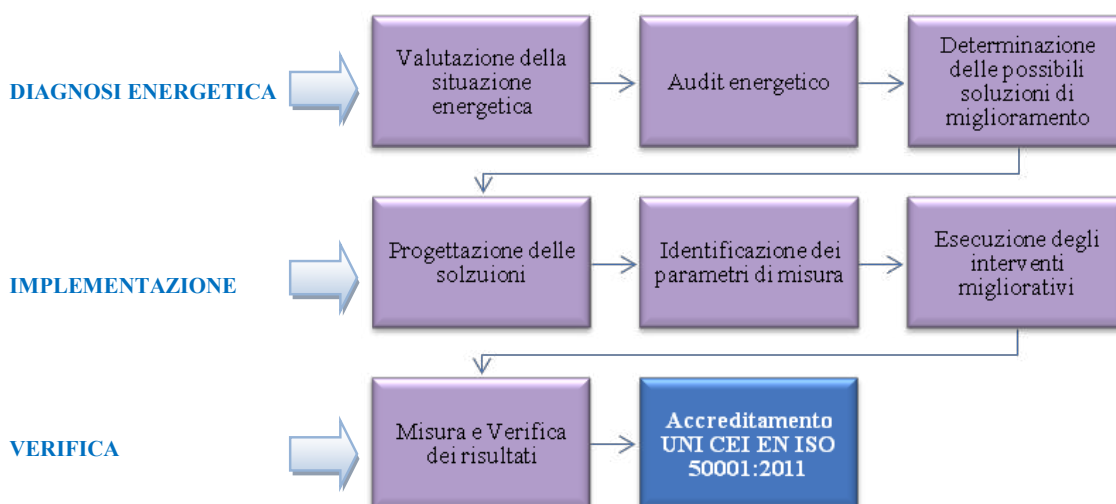 DIAGNOSI ENERGETICA
Valutazione della
situazione
energetica
Audit energetico
Determinazione
delle possibili
soluzioni di
miglioramento
IMPLEMENTAZIONE
Progettazione delle
solzuioni
Identificazione dei
parametri di misura
Esecuzione degli
interventi
migliorativi
VERIFICA
Misura e Verifica
dei risultati
Accreditamento
UNI CEI EN ISO
50001:2011